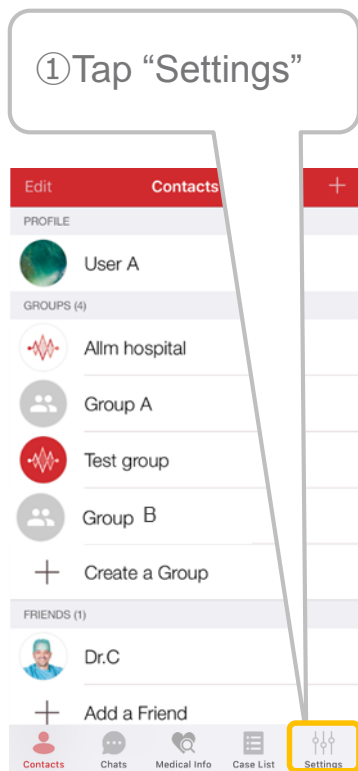 ①Tap “Settings”
Edit Contacts +
PROFILE
User A
GROUPS (4)
Allm hospital
Group A
Test group
Group B
+ Create a Group
FRIENDS (1)
Dr.C
+ Add a Friend
Contacts Chats Medical Info Case List Settings